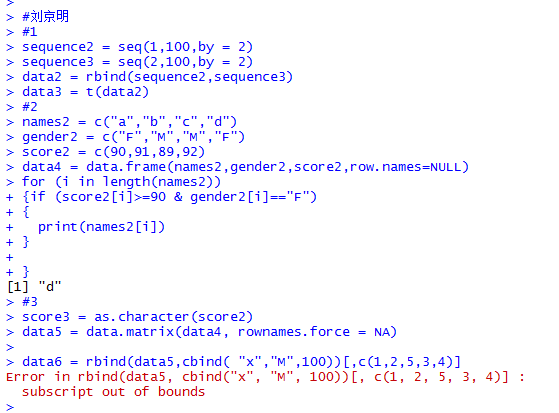 >
> #刘京明
> #1
> sequence2 = seq(1,100,by = 2)
> sequence3 = seq(2,100,by = 2)
> data2 = rbind(sequence2,sequence3)
> data3 = t(data2)
> #2
> names2 = c("a","b","c","d")
> gender2 = c("F","M","M","F")
> score2 = c(90,91,89,92)
> data4 = data.frame(names2,gender2,score2,row.names=NULL)
> for (i in length(names2))
+ {if (score2[i]>=90 & gender2[i]=="F")
+ {
+   print(names2[i])
+ }
+
+ }
[1] "d"
> #3
> score3 = as.character(score2)
> data5 = data.matrix(data4, rownames.force = NA)
>
> data6 = rbind(data5,cbind( "x","M",100))[,c(1,2,5,3,4)]
Error in rbind(data5, cbind("x", "M", 100))[, c(1, 2, 5, 3, 4)] :
  subscript out of bounds
>